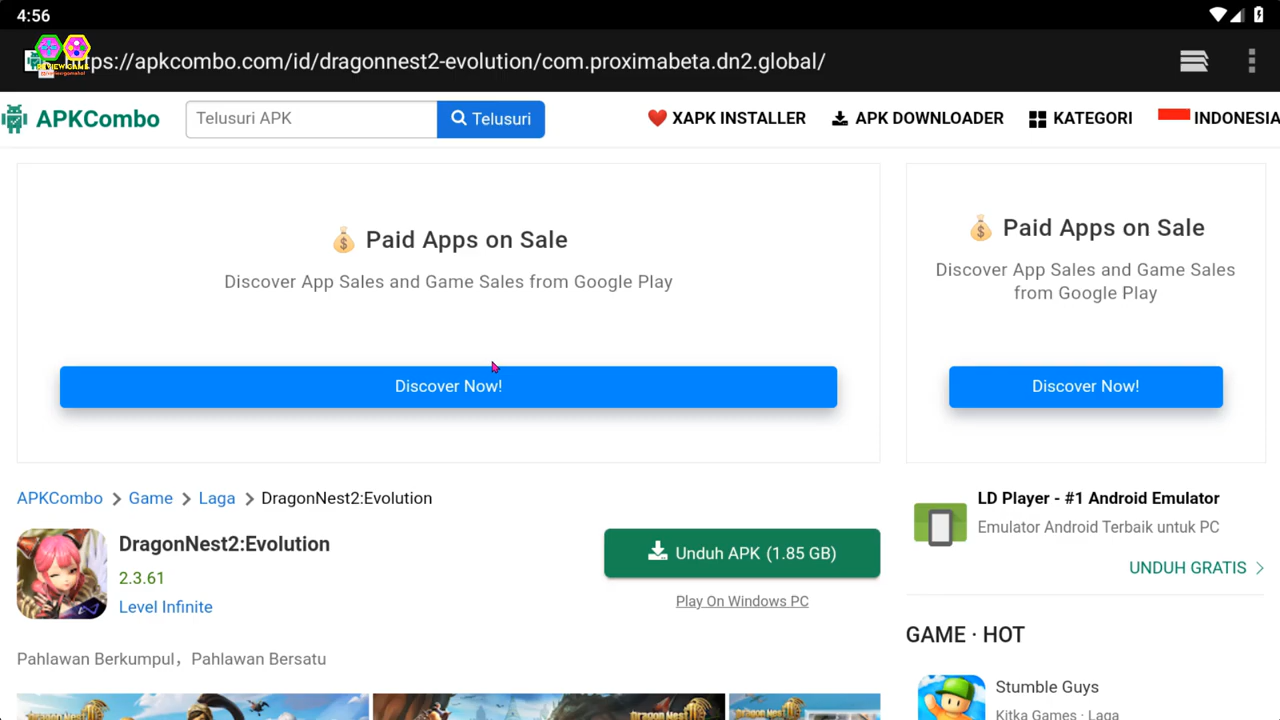 4:56
https://apkcombo.com/id/dragonnest2-evolution/com.proximabeta.dn2.global/
APKCombo
Telusuri APK
Telusuri
XAPK INSTALLER
APK DOWNLOADER
KATEGORI
INDONESIA
Paid Apps on Sale
Discover App Sales and Game Sales from Google Play
Discover Now!
Paid Apps on Sale
Discover App Sales and Game Sales
from Google Play
Discover Now!
APKCombo > Game > Laga > DragonNest2:Evolution
DragonNest2:Evolution
2.3.61
Level Infinite
Unduh APK (1.85 GB)
Play On Windows PC
Pahlawan Berkumpul，Pahlawan Bersatu
LD Player - #1 Android Emulator
Emulator Android Terbaik untuk PC
UNDUH GRATIS
GAME · HOT
Stumble Guys
Kitka Games · Laga